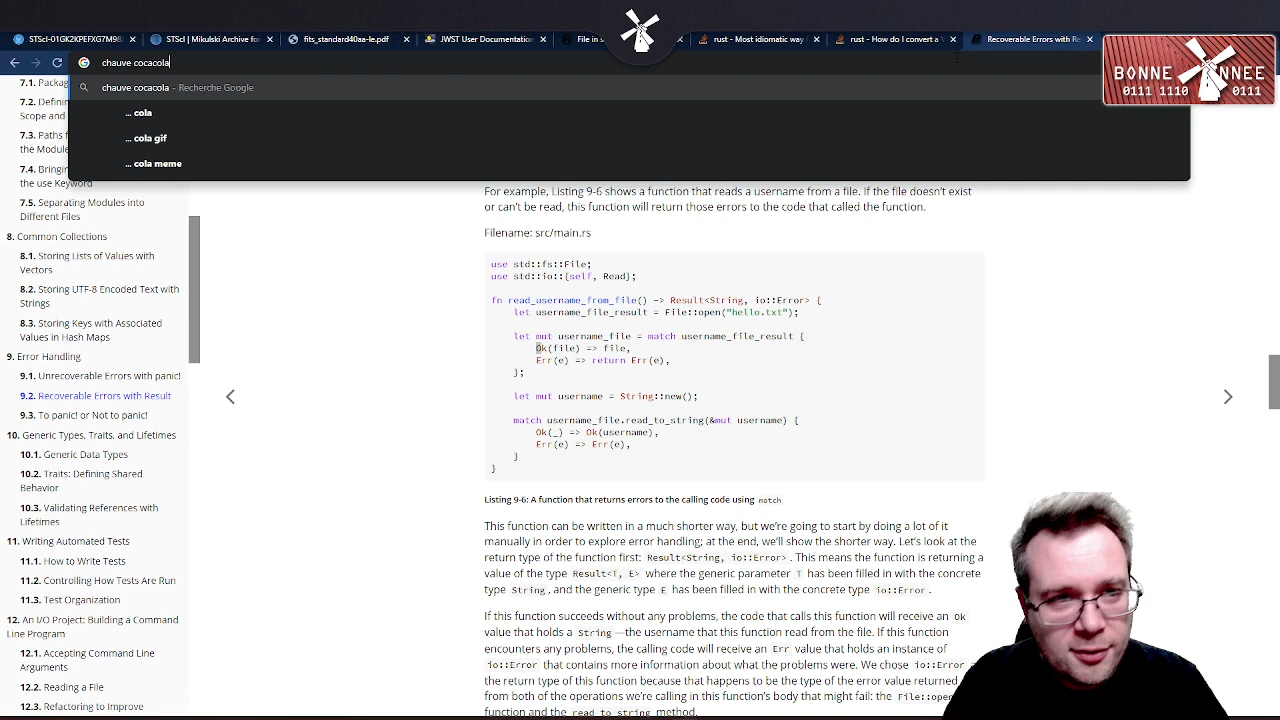 STScI-01GK2KPEFXG7M98
STScI | Mikulski Archive for
fits_standard40aa-le.pdf
JWST User Documentation
File in s
rust - Most idiomatic way
rust - How do I convert a V
Recoverable Errors with Re
chauve cocacola
chauve cocacola – Recherche Google
... cola
... cola gif
... cola meme
BONNE ANNEE
0111 1110 0111
7.1. Packag
7.2. Defini
Scope and
7.3. Paths f
the Module
7.4. Bringin
the use Keyword
7.5. Separating Modules into
Different Files
8. Common Collections
8.1. Storing Lists of Values with
Vectors
8.2. Storing UTF-8 Encoded Text with
Strings
8.3. Storing Keys with Associated
Values in Hash Maps
9. Error Handling
9.1. Unrecoverable Errors with panic!
9.2. Recoverable Errors with Result
9.3. To panic! or Not to panic!
10. Generic Types, Traits, and Lifetimes
10.1. Generic Data Types
10.2. Traits: Defining Shared
Behavior
10.3. Validating References with
Lifetimes
11. Writing Automated Tests
11.1. How to Write Tests
11.2. Controlling How Tests Are Run
11.3. Test Organization
12. An I/O Project: Building a Command
Line Program
12.1. Accepting Command Line
Arguments
12.2. Reading a File
12.3. Refactoring to Improve
For example, Listing 9-6 shows a function that reads a username from a file. If the file doesn't exist
or can't be read, this function will return those errors to the code that called the function.
Filename: src/main.rs
use std::fs::File;
use std::io::{self, Read};
fn read_username_from_file() -> Result<String, io::Error> {
let username_file_result = File::open("hello.txt");
let mut username_file = match username_file_result {
Ok(file) => file,
Err(e) => return Err(e),
};
let mut username = String::new();
match username_file.read_to_string(&mut username) {
Ok(_) => Ok(username),
Err(e) => Err(e),
}
}
Listing 9-6: A function that returns errors to the calling code using match
This function can be written in a much shorter way, but we're going to start by doing a lot of it
manually in order to explore error handling; at the end, we'll show the shorter way. Let's look at the
return type of the function first: Result<String, io::Error>. This means the function is returning a
value of the type Result<T, E> where the generic parameter T has been filled in with the concrete
type String, and the generic type E has been filled in with the concrete type io::Error.
If this function succeeds without any problems, the code that calls this function will receive an Ok
value that holds a String—the username that this function read from the file. If this function
encounters any problems, the calling code will receive an Err value that holds an instance of
io::Error that contains more information about what the problems were. We chose io::Error
the return type of this function because that happens to be the type of the error value returned
from both of the operations we're calling in this function's body that might fail: the File::open
function and the read_to_string method.